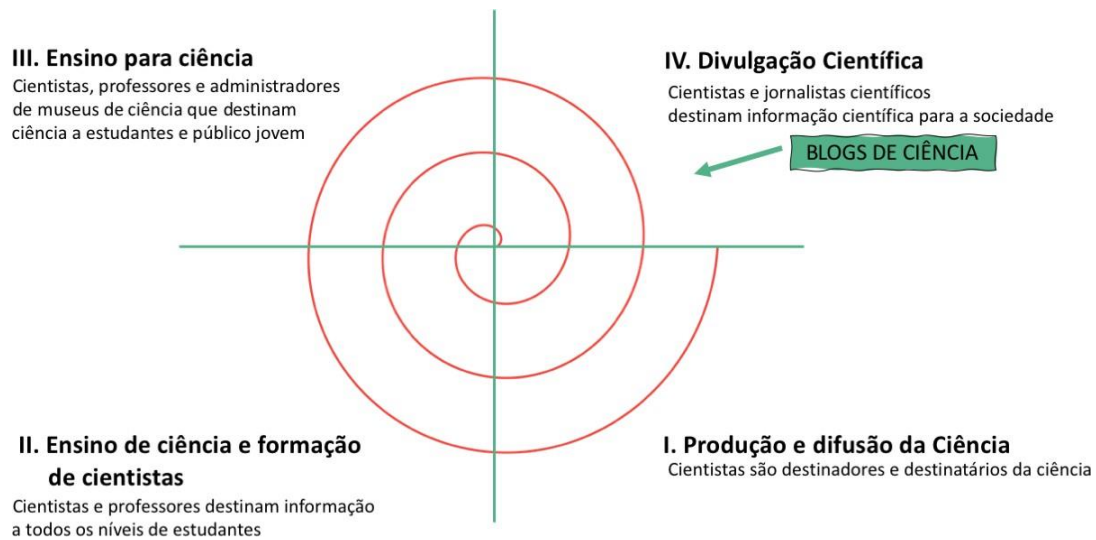 III. Ensino para ciência
Cientistas, professores e administradores
de museus de ciência que destinam
ciência a estudantes e público jovem
IV. Divulgação Científica
Cientistas e jornalistas científicos
destinam informação científica para a sociedade
BLOGS DE CIÊNCIA
II. Ensino de ciência e formação
de cientistas
Cientistas e professores destinam informação
a todos os níveis de estudantes
I. Produção e difusão da Ciência
Cientistas são destinadores e destinatários da ciência